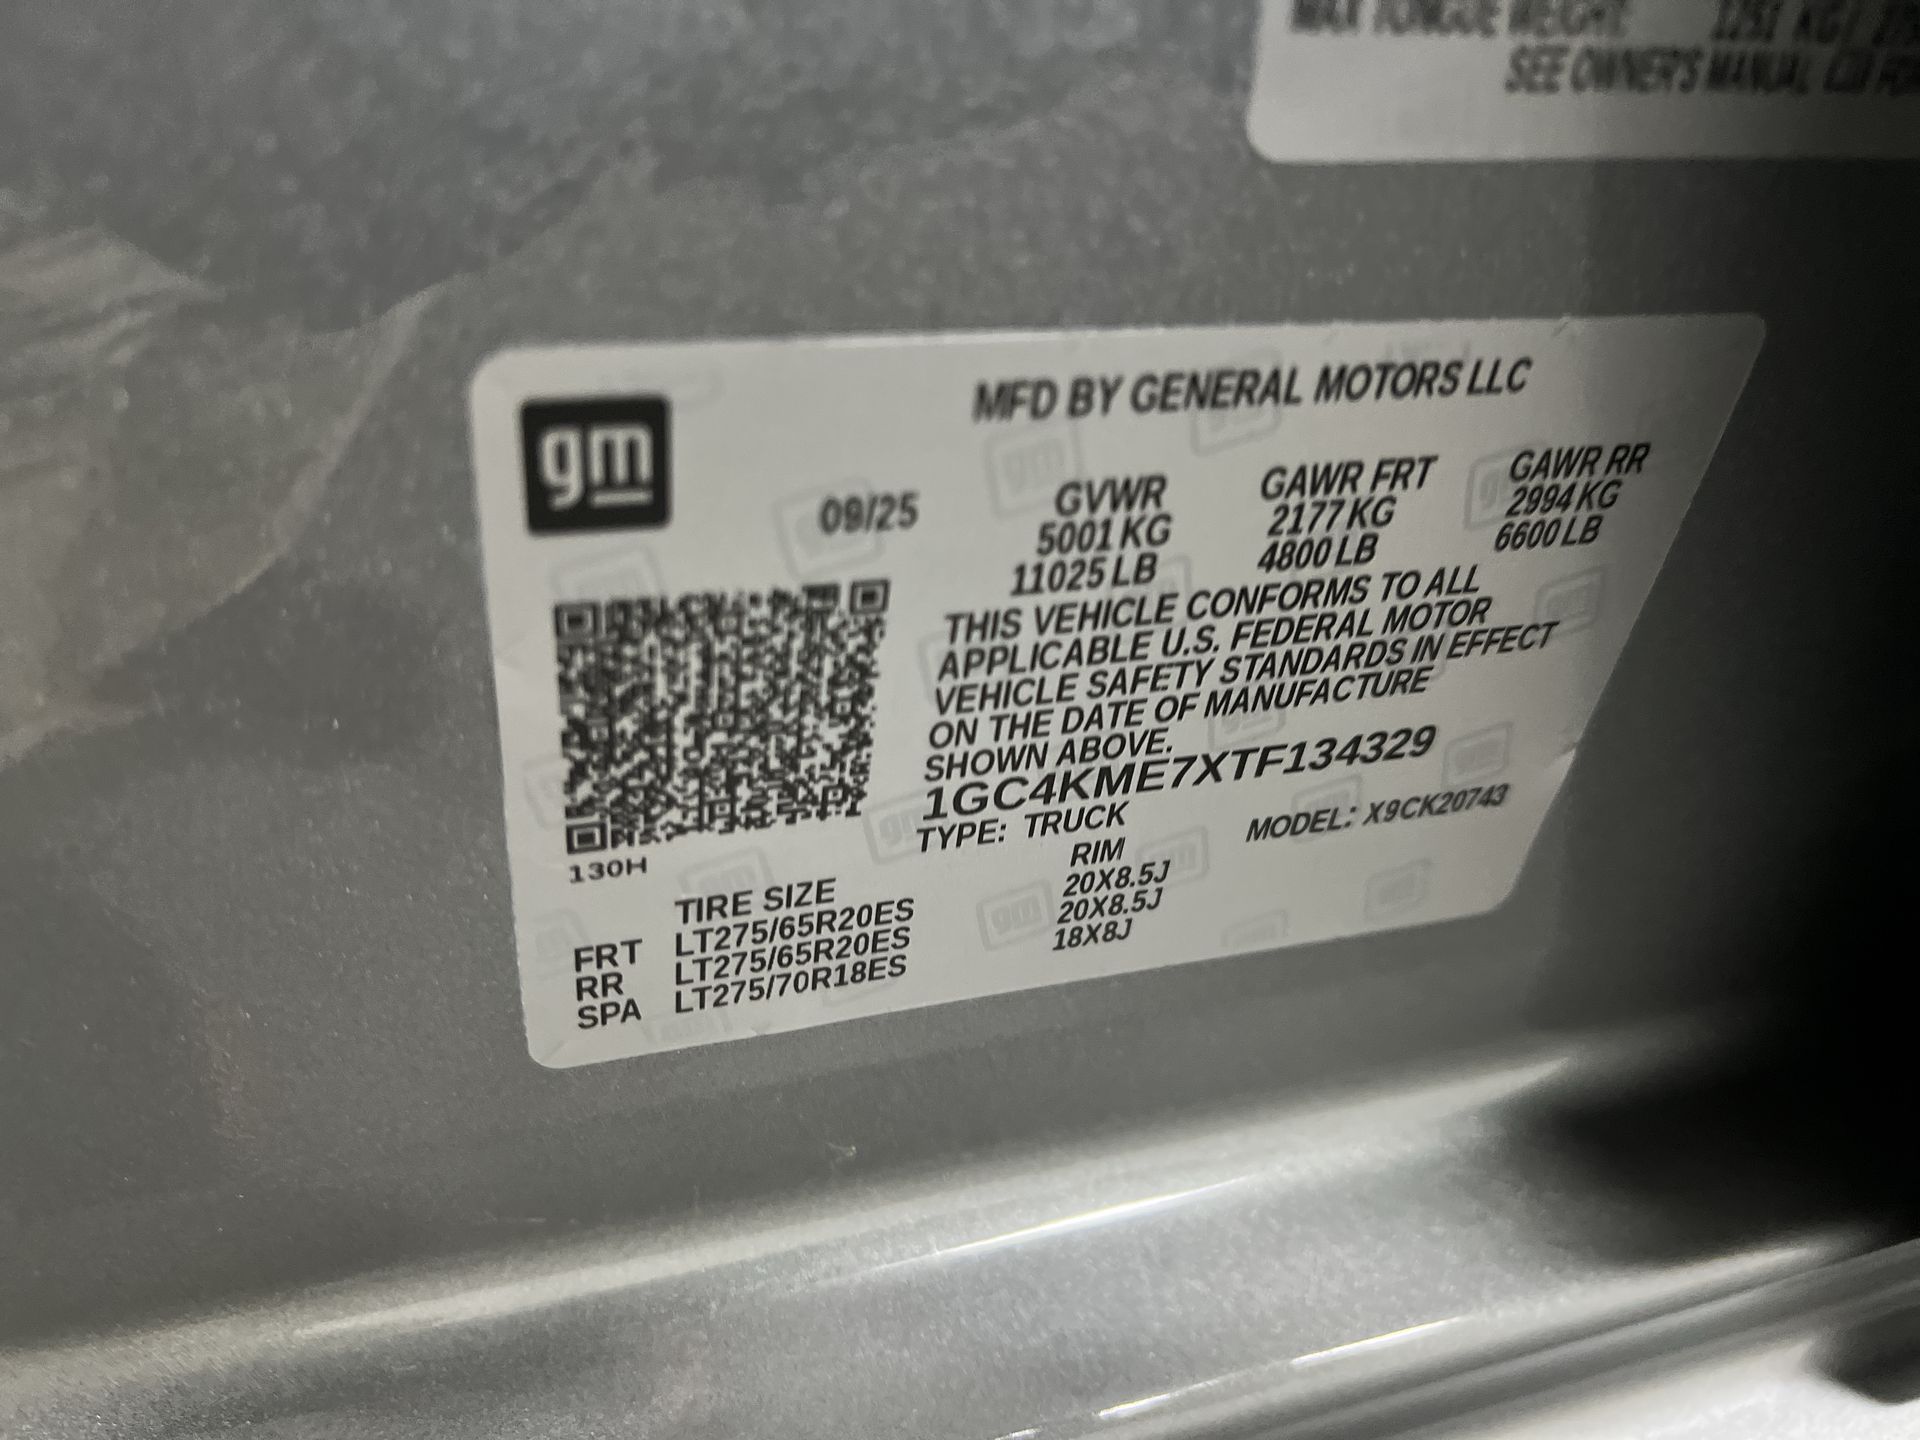 MAX TONGUE WEIGHT: 1251 KG
SEE OWNER'S MANUAL
gm
MFD BY GENERAL MOTORS LLC
09/25
GVWR GAWR FRT GAWR RR
5001 KG 2177 KG 2994 KG
11025 LB 4800 LB 6600 LB
THIS VEHICLE CONFORMS TO ALL
APPLICABLE U.S. FEDERAL MOTOR
VEHICLE SAFETY STANDARDS IN EFFECT
ON THE DATE OF MANUFACTURE
SHOWN ABOVE.
1GC4KME7XTF134329
TYPE: TRUCK MODEL: X9CK20743
130H
TIRE SIZE RIM
FRT LT275/65R20ES 20X8.5J
RR LT275/65R20ES 20X8.5J
SPA LT275/70R18ES 18X8J